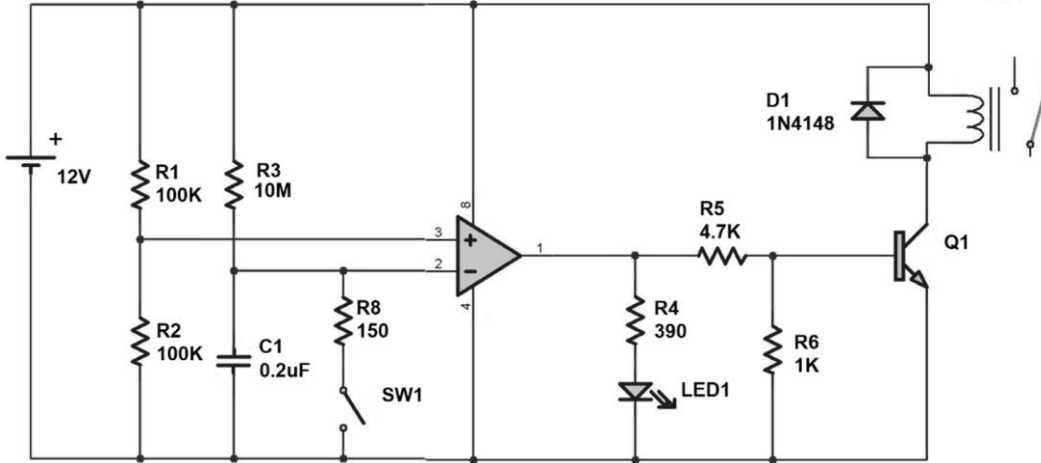 +
12V
R1
100K
R3
10M
R2
100K
C1
0.2uF
R8
150
SW1
3
2
8
4
1
+
−
R5
4.7K
R4
390
LED1
R6
1K
D1
1N4148
Q1